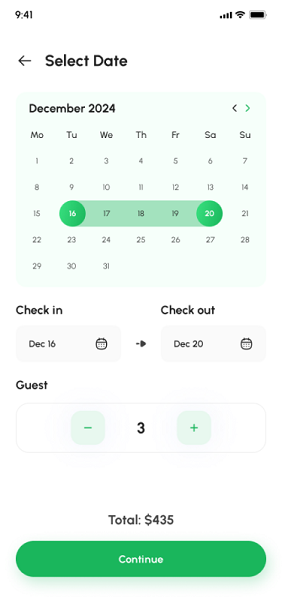 9:41
Select Date
December 2024
Mo Tu We Th Fr Sa Su
1 2 3 4 5 6 7
8 9 10 11 12 13 14
15 16 17 18 19 20 21
22 23 24 25 26 27 28
29 30 31
Check in Check out
Dec 16 Dec 20
Guest
3
Total: $435
Continue